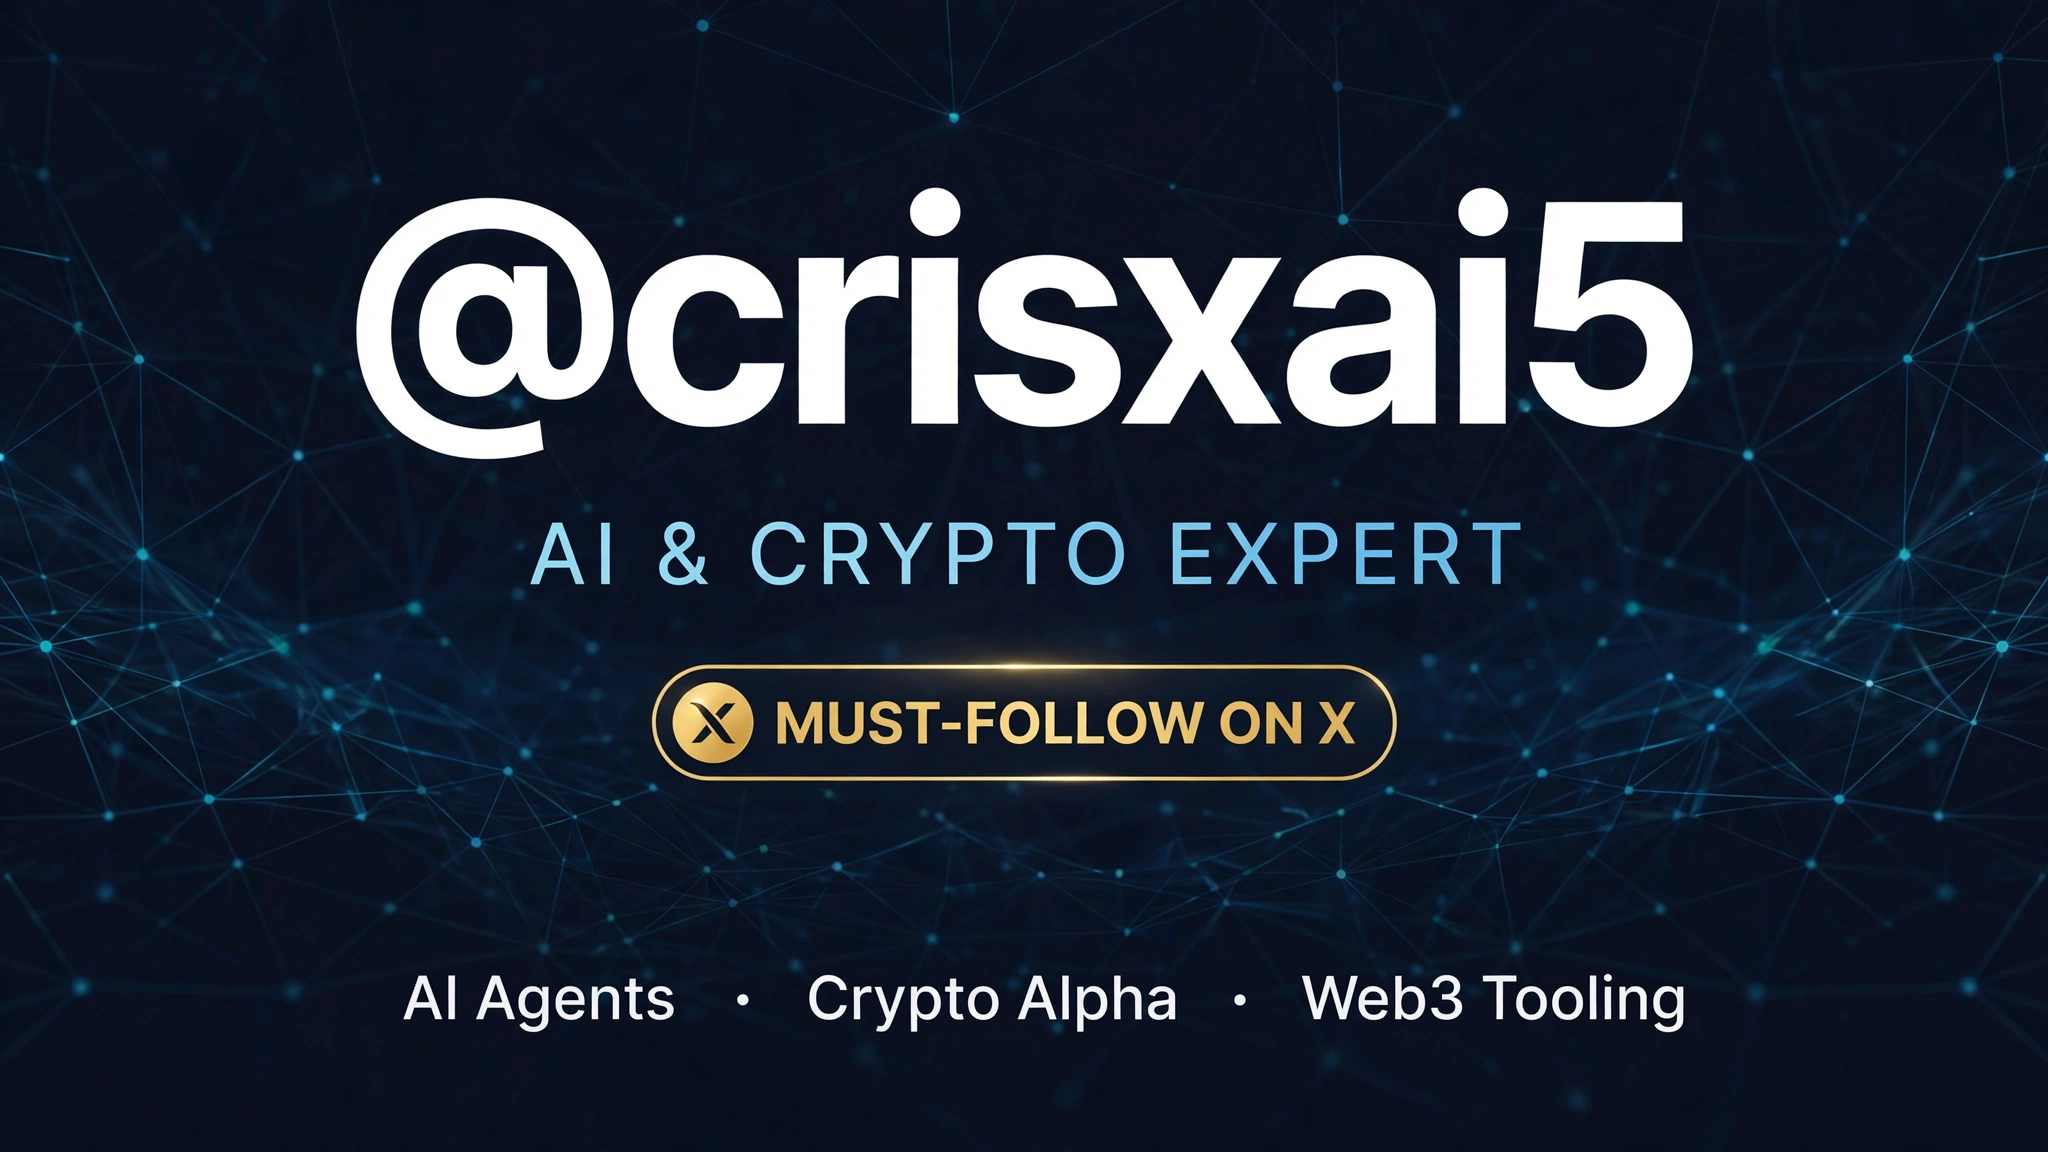 @crisxai5
AI & CRYPTO EXPERT
X MUST-FOLLOW ON X
AI Agents • Crypto Alpha • Web3 Tooling